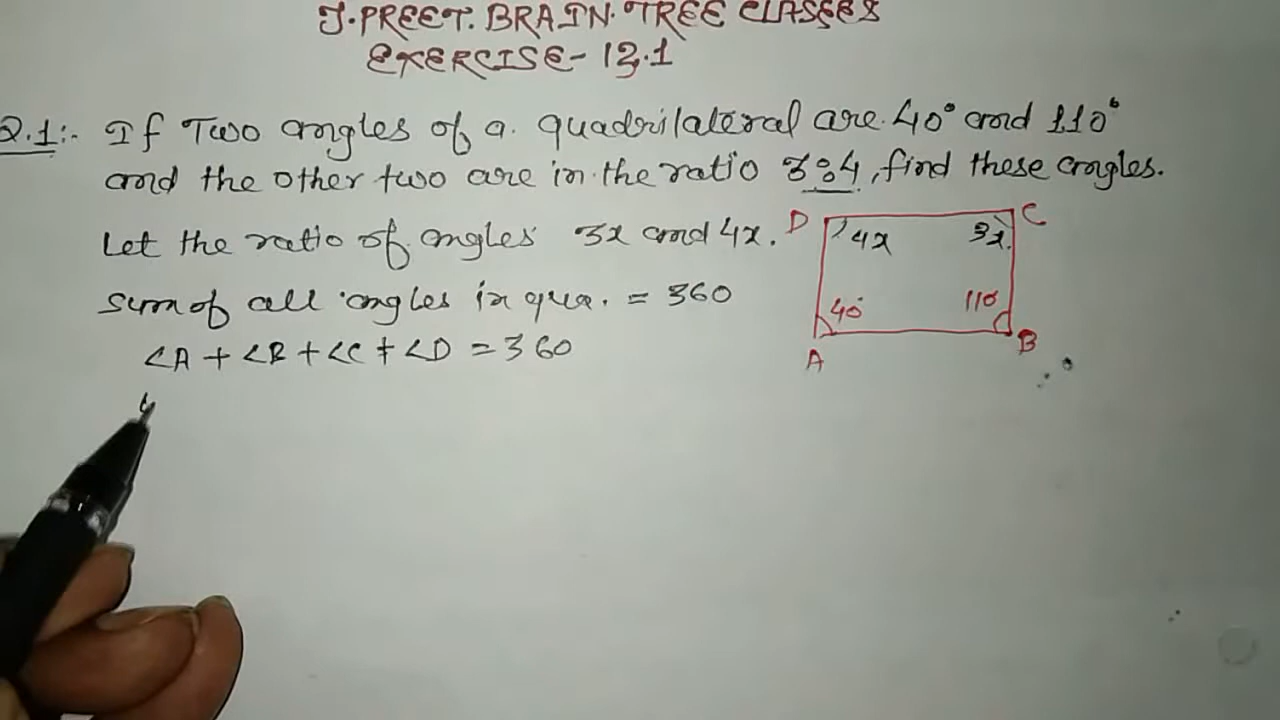 J.PREET. BRAIN. TREE CLASSES
EXERCISE-12.1
Q.1:- If Two angles of a quadrilateral are 40° and 110°
and the other two are in the ratio 3:4, find these angles.
Let the ratio of angles 3x and 4x.
sum of all angles in qua. = 360
∠A + ∠B + ∠C + ∠D = 360
D
C
4x
3x
40°
110
A
B